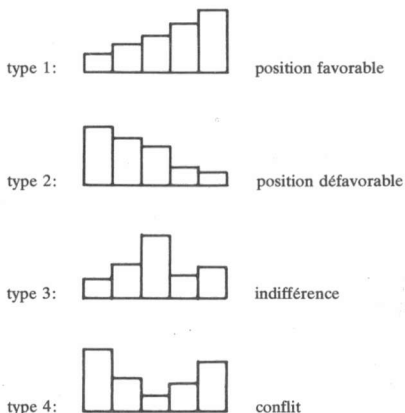 type 1: position favorable
type 2: position défavorable
type 3: indifférence
type 4: conflit